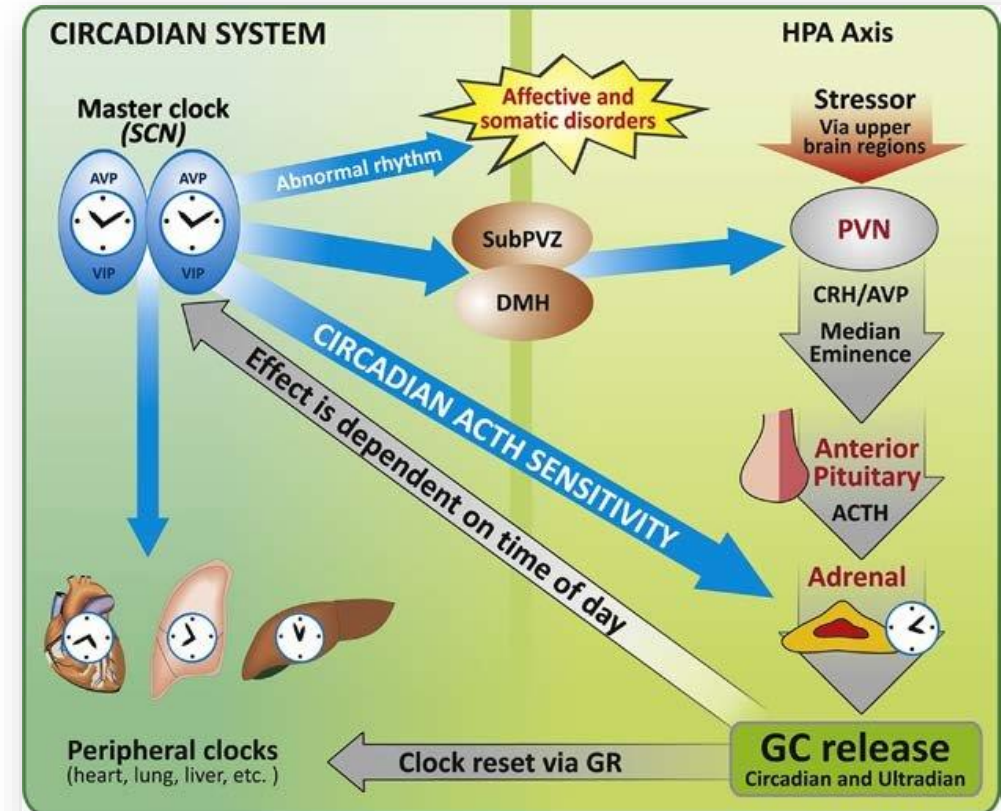 CIRCADIAN SYSTEM
HPA Axis
Master clock
(SCN)
AVP
AVP
VIP
VIP
Abnormal rhythm
Affective and
somatic disorders
Stressor
Via upper
brain regions
SubPVZ
DMH
PVN
CRH/AVP
Median
Eminence
CIRCADIAN ACTH SENSITIVITY
Effect is dependent on time of day
Anterior
Pituitary
ACTH
Adrenal
Peripheral clocks
(heart, lung, liver, etc. )
Clock reset via GR
GC release
Circadian and Ultradian